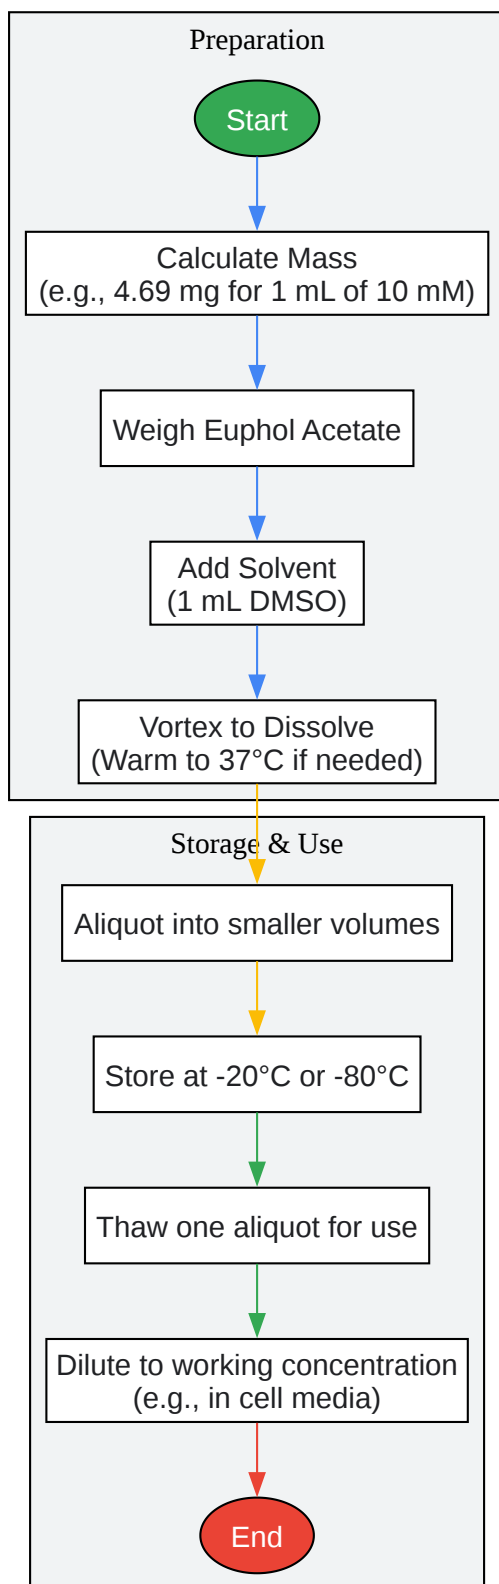 Preparation
Start
Calculate Mass
(e.g., 4.69 mg for 1 mL of 10 mM)
Weigh Euphol Acetate
Add Solvent
(1 mL DMSO)
Vortex to Dissolve
(Warm to 37°C if needed)
Storage & Use
Aliquot into smaller volumes
Store at -20°C or -80°C
Thaw one aliquot for use
Dilute to working concentration
(e.g., in cell media)
End